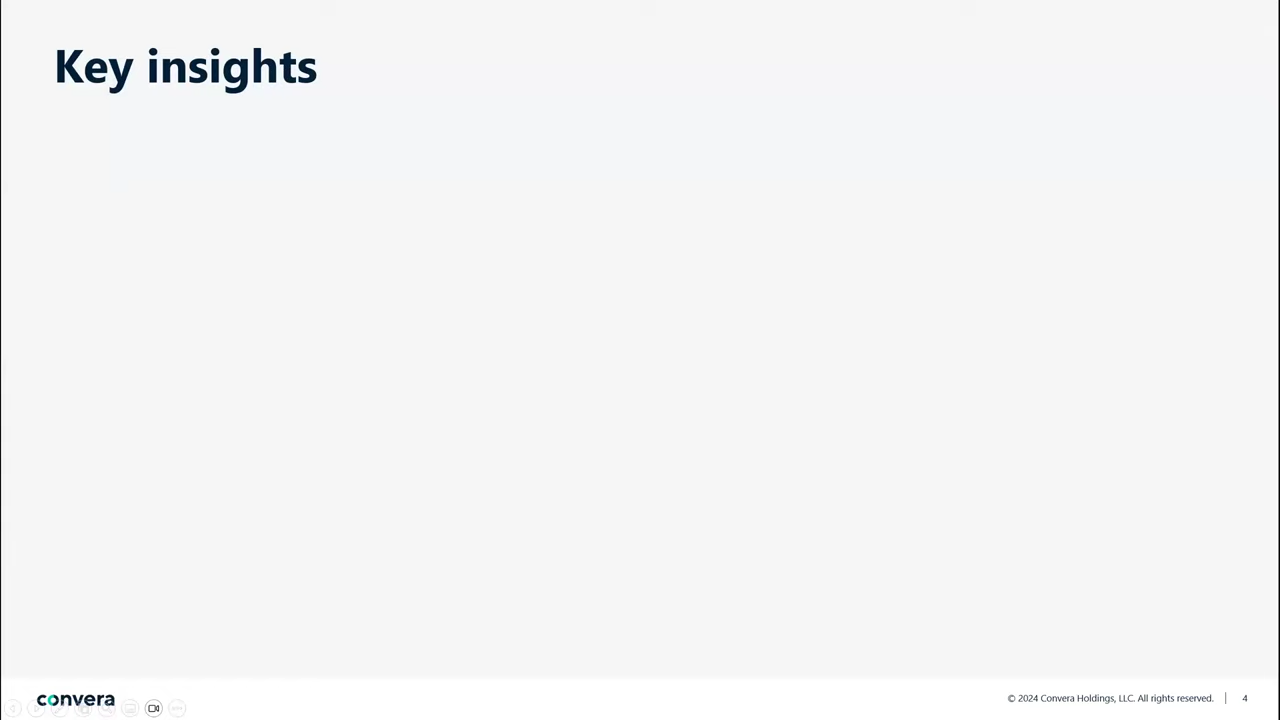 Key insights
convera
© 2024 Convera Holdings, LLC. All rights reserved. | 4